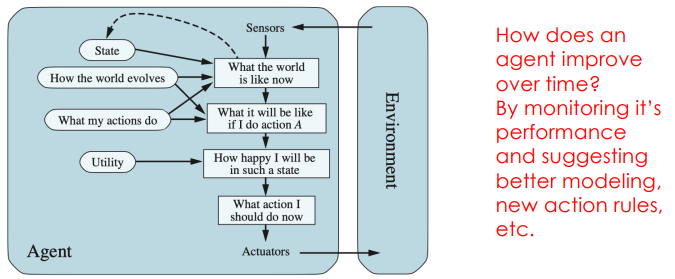 Sensors
State
What the world
is like now
How the world evolves
What my actions do
What it will be like
if I do action A
Utility
How happy I will be
in such a state
What action I
should do now
Agent
Actuators
Environment
How does an
agent improve
over time?
By monitoring it's
performance
and suggesting
better modeling,
new action rules,
etc.